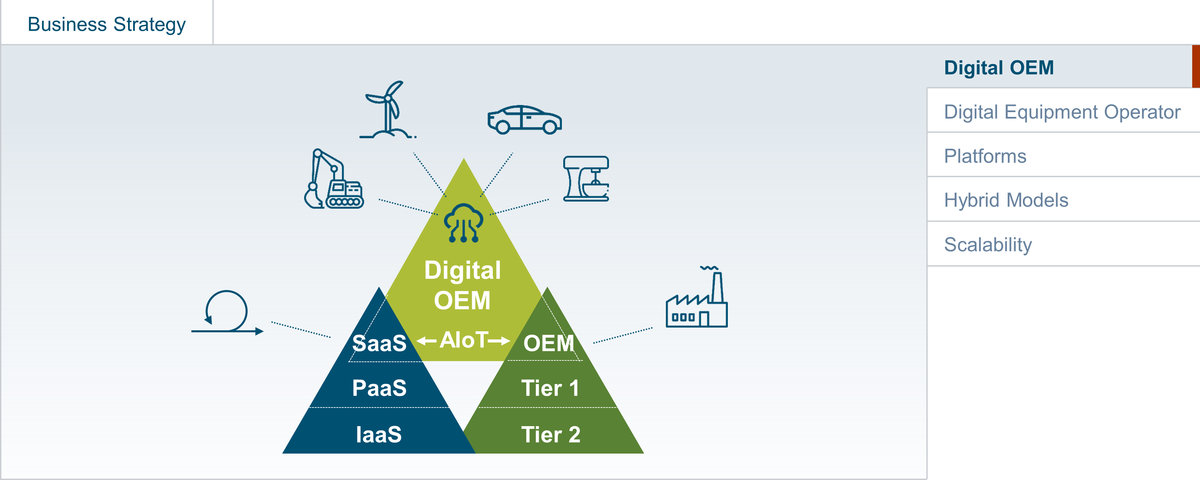 Business Strategy
Digital OEM
Digital Equipment Operator
Platforms
Hybrid Models
Scalability
Digital
OEM
SaaS AIoT OEM
PaaS Tier 1
IaaS Tier 2